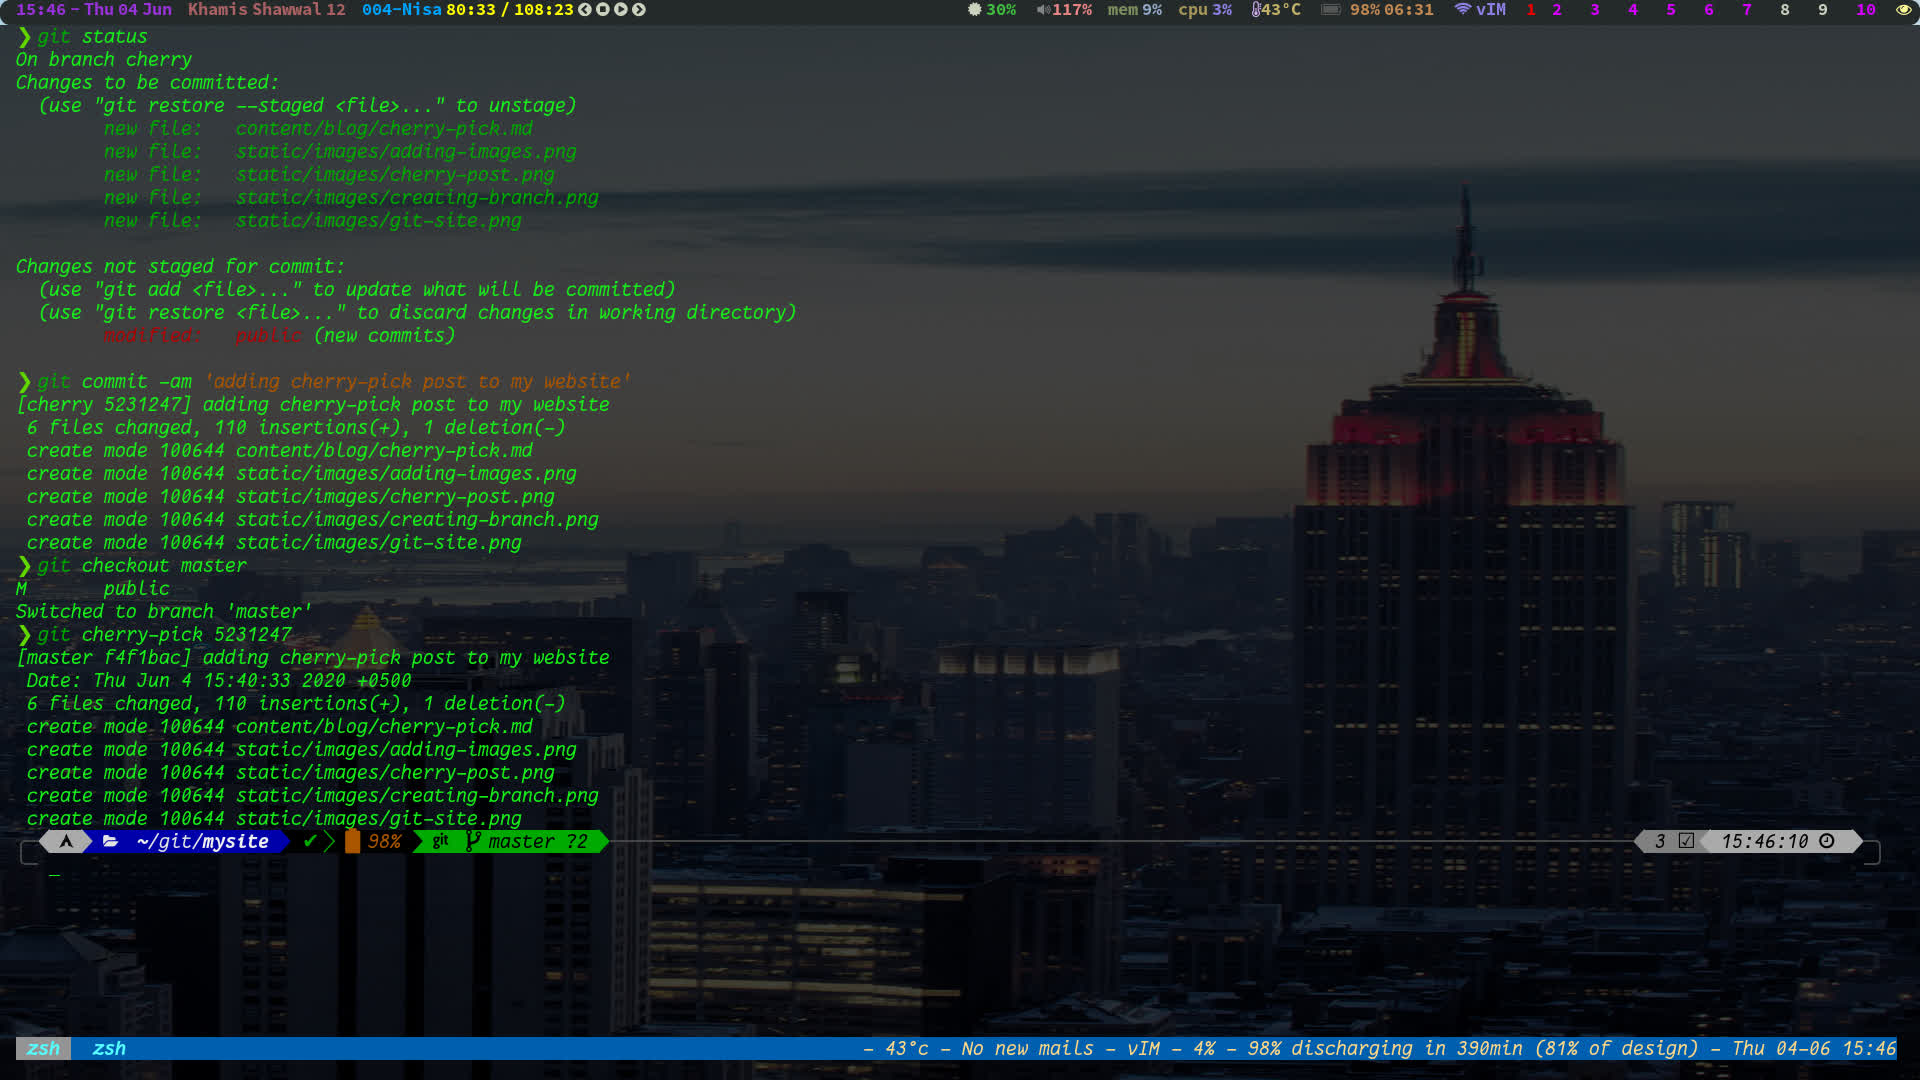 15:46 - Thu 04 Jun Khamis Shawwal 12 004-Nisa 80:33 / 108:23 30% 117% mem 9% cpu 3% 43°C 98% 06:31 vIM 1 2 3 4 5 6 7 8 9 10
❯ git status
On branch cherry
Changes to be committed:
(use "git restore --staged <file>..." to unstage)
new file: content/blog/cherry-pick.md
new file: static/images/adding-images.png
new file: static/images/cherry-post.png
new file: static/images/creating-branch.png
new file: static/images/git-site.png
Changes not staged for commit:
(use "git add <file>..." to update what will be committed)
(use "git restore <file>..." to discard changes in working directory)
modified: public (new commits)
❯ git commit -am 'adding cherry-pick post to my website'
[cherry 5231247] adding cherry-pick post to my website
6 files changed, 110 insertions(+), 1 deletion(-)
create mode 100644 content/blog/cherry-pick.md
create mode 100644 static/images/adding-images.png
create mode 100644 static/images/cherry-post.png
create mode 100644 static/images/creating-branch.png
create mode 100644 static/images/git-site.png
❯ git checkout master
M public
Switched to branch 'master'
❯ git cherry-pick 5231247
[master f4f1bac] adding cherry-pick post to my website
Date: Thu Jun 4 15:40:33 2020 +0500
6 files changed, 110 insertions(+), 1 deletion(-)
create mode 100644 content/blog/cherry-pick.md
create mode 100644 static/images/adding-images.png
create mode 100644 static/images/cherry-post.png
create mode 100644 static/images/creating-branch.png
create mode 100644 static/images/git-site.png
~/git/mysite ✔ 98% git master ?2 3 15:46:10
zsh zsh - 43°c - No new mails - vIM - 4% - 98% discharging in 390min (81% of design) - Thu 04-06 15:46